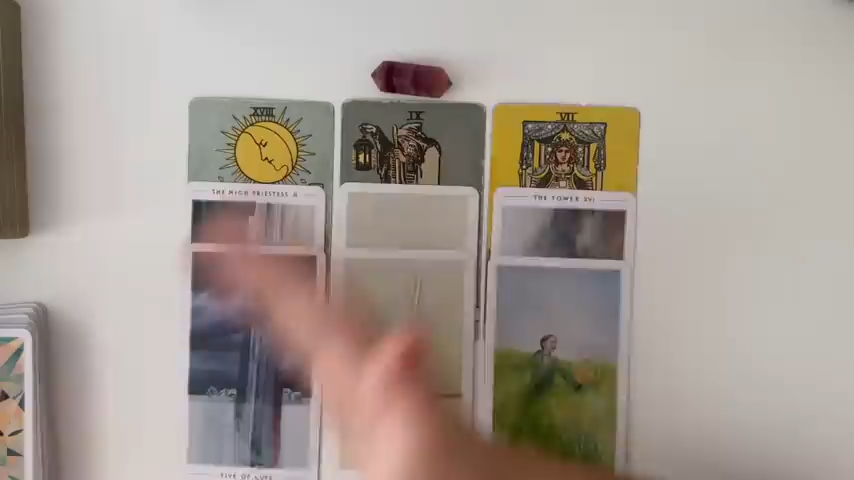 XVIII
IX
VII
THE HIGH PRIESTESS II
THE TOWER XVI
FIVE OF CUPS